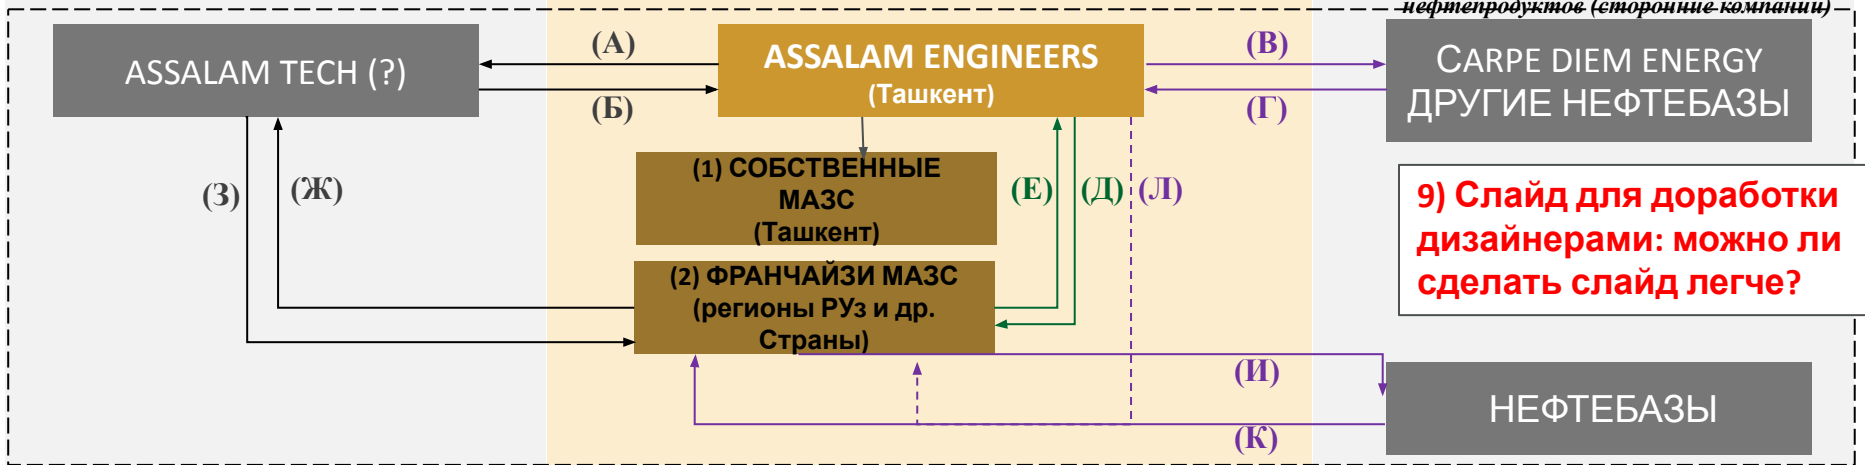 нефтепродуктов (сторонние компании)
ASSALAM TECH (?)
(А)
(Б)
ASSALAM ENGINEERS
(Ташкент)
(В)
(Г)
CARPE DIEM ENERGY
ДРУГИЕ НЕФТЕБАЗЫ
(З)
(Ж)
(1) СОБСТВЕННЫЕ
МАЗС
(Ташкент)
(Е)
(Д)
(Л)
9) Слайд для доработки
дизайнерами: можно ли
сделать слайд легче?
(2) ФРАНЧАЙЗИ МАЗС
(регионы РУз и др.
Страны)
(И)
(К)
НЕФТЕБАЗЫ